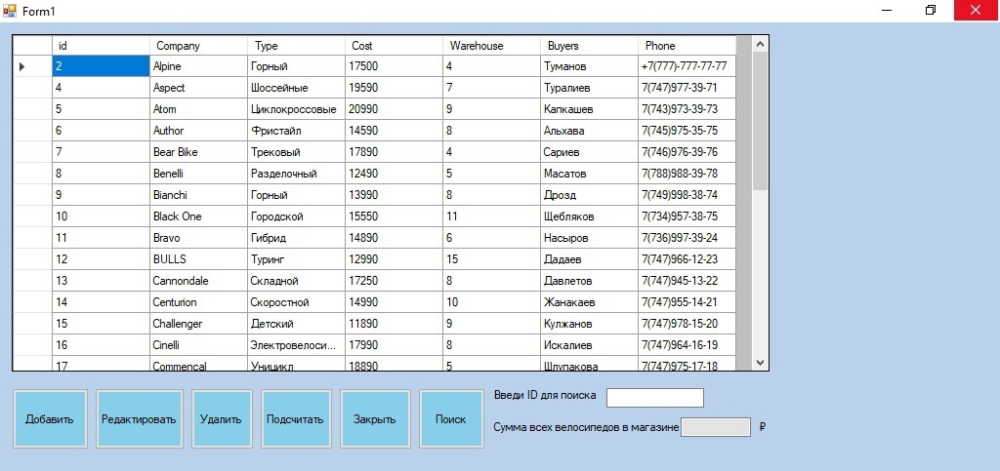 Form1
id Company Type Cost Warehouse Buyers Phone
2 Alpine Горный 17500 4 Туманов +7(777)-777-77-77
4 Aspect Шоссейные 19590 7 Туралиев 7(747)977-39-71
5 Atom Циклокроссовые 20990 9 Капкашев 7(743)973-39-73
6 Author Фристайл 14590 8 Альхава 7(745)975-35-75
7 Bear Bike Трековый 17890 4 Сариев 7(746)976-39-76
8 Benelli Разделочный 12490 5 Масатов 7(788)988-39-78
9 Bianchi Горный 13990 8 Дрозд 7(749)998-38-74
10 Black One Городской 15550 11 Щебляков 7(734)957-38-75
11 Bravo Гибрид 14890 6 Насыров 7(736)997-39-24
12 BULLS Туринг 12990 15 Дадаев 7(747)966-12-23
13 Cannondale Складной 17250 8 Давлетов 7(747)945-13-22
14 Centurion Скоростной 14990 10 Жанакаев 7(747)955-14-21
15 Challenger Детский 11890 9 Кулжанов 7(747)978-15-20
16 Cinelli Электровелоси... 17990 8 Искалиев 7(747)964-16-19
17 Commencal Уницикл 18890 5 Шлупакова 7(747)975-17-18
Добавить Редактировать Удалить Подсчитать Закрыть Поиск
Введи ID для поиска
Сумма всех велосипедов в магазине ₽